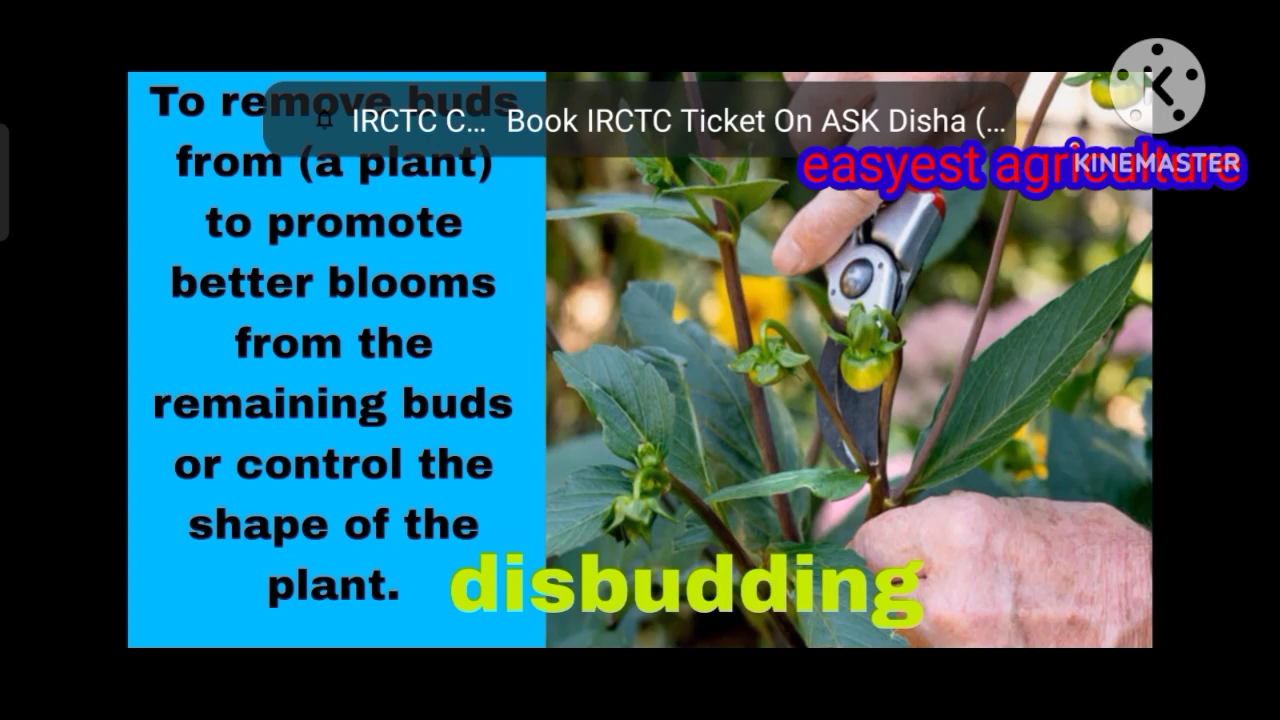 To remove buds
from (a plant)
to promote
better blooms
from the
remaining buds
or control the
shape of the
plant.
IRCTC C... Book IRCTC Ticket On ASK Disha (...
easyest agriculture
KINEMASTER
disbudding